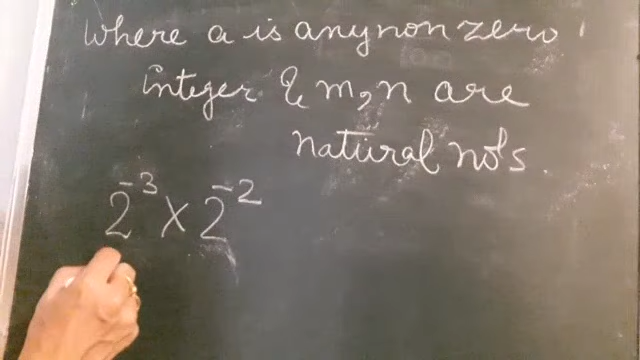 Where a is any non zero
integer & m, n are
natural no's.
2⁻³ × 2⁻²